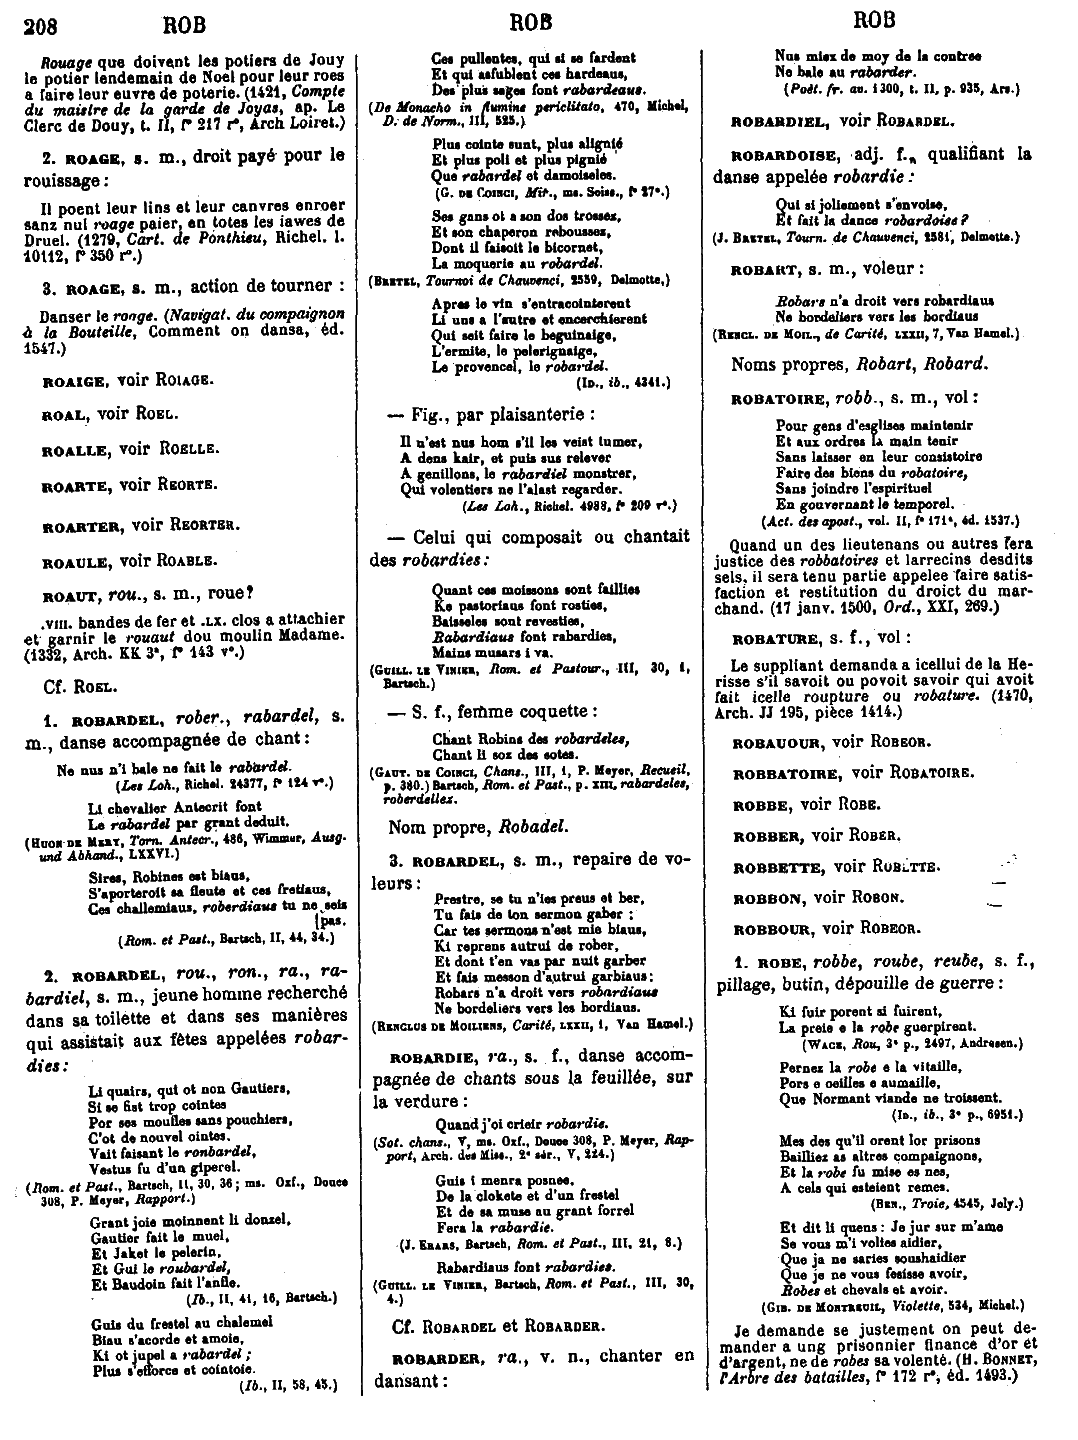 208 ROB ROB ROB
Rouage que doivent les potiers de Jouy
le potier lendemain de Noel pour leur roes
a faire leur euvre de poterie. (1421, Compte
du maistre de la garde de Joyas, ap. Le
Clerc de Douy, t. II, f° 217 r°, Arch Loiret.)
2. ROAGE, s. m., droit payé pour le
rouissage :
Il poent leur lins et leur canvres enroer
sanz nul roage paier, en totes les iawes de
Druel. (1279, Cart. de Ponthieu, Richel. l.
10112, f° 350 r°.)
3. ROAGE, s. m., action de tourner :
Danser le ronge. (Navigat. du compaignon
à la Bouteille, Comment on dansa, éd.
1547.)
ROAIGE, voir ROIAGE.
ROAL, voir ROEL.
ROALLE, voir ROELLE.
ROARTE, voir REORTE.
ROARTER, voir REORTER.
ROAULE, voir ROABLE.
ROAUT, rou., s. m., roue?
.VIII. bandes de fer et .LX. clos a attachier
et garnir le rouaut dou moulin Madame.
(1332, Arch. KK 3ª, f° 143 v°.)
Cf. ROEL.
1. ROBARDEL, rober., rabardel, s.
m., danse accompagnée de chant :
Ne nus n'i bale ne fait le rabardel.
(Les Loh., Richel. 24377, f° 124 v°.)
Li chevalier Antecrit font
Le rabardel par grant deduit.
(HUON DE MERY, Torn. Antecr., 486, Wimmer, Ausg.
und Abhand., LXXVI.)
Sires, Robines est biaus,
S'aporteroit sa fleute et ces fretiaus,
Ces challemiaus, roberdiaus tu ne seis
[pas.
(Rom. et Past., Bartsch, II, 44, 34.)
2. ROBARDEL, rou., ron., ra., ra-
bardiel, s. m., jeune homme recherché
dans sa toilette et dans ses manières
qui assistait aux fêtes appelées robar-
dies :
Li quairs, qui ot non Gautiers,
Si se fist trop cointes
Por ses moufles sans pouchiers,
C'ot de nouvel ointes.
Vait faisant le ronbardel,
Vestus fu d'un giperel.
(Rom. et Past., Bartsch, II, 30, 36 ; ms. Oxf., Douce
308, P. Meyer, Rapport.)
Grant joie moinnent li donzel,
Gautier fait le muel,
Et Jaket le pelerin,
Et Gui le roubardel,
Et Baudoin fait l'anfle.
(Ib., II, 41, 16, Bartsch.)
Guis du frestel au chalemel
Biau s'acorde et amoie,
Ki ot jupel a rabardel ;
Plus s'efforce et cointoie.
(Ib., II, 58, 45.)
Ces pullentes, qui si se fardent
Et qui asfublent ces hardeaus,
Des plus sages font rabardeaus.
(De Monacho in flumine periclitato, 470, Michel,
D. de Norm., III, 525.)
Plus cointe sunt, plus alignié
Et plus poli et plus pignié
Que rabardel et damoiseles.
(G. DE COINCI, Mir., ms. Soiss., f° 27ª.)
Ses gans ot a son dos trossez,
Et son chaperon rebousses,
Dont il faisoit le bicornet,
La moquerie au robardel.
(BRETEL, Tournoi de Chauvenci, 2559, Delmotte,)
Apres le vin s'entracointerent
Li uns a l'autre et encerchierent
Qui seit faire le beguinaige,
L'ermite, le pelerignaige,
Le provencel, le robardel.
(ID., ib., 4341.)
— Fig., par plaisanterie :
Il n'est nus hom s'il les veist tumer,
A dens kair, et puis sus relever
A genillons, le rabardiel monstrer,
Qui volentiers ne l'alast regarder.
(Les Loh., Richel. 4988, f° 209 r°.)
— Celui qui composait ou chantait
des robardies :
Quant ces moissons sont faillies
Ke pastoriaus font rosties,
Baisseles sont revesties,
Rabardiaus font rabardies,
Mains musars i va.
(GUILL. LE VINIER, Rom. et Pastour., III, 30, 1,
Bartsch.)
— S. f., femme coquette :
Chant Robins des robardeles,
Chant li soz des sotes.
(GAUT. DE COINCI, Chans., III, 1, P. Meyer, Recueil,
p. 380.) Bartsch, Rom. et Past., p. XIII, rabardeles,
roberdelles.
Nom propre, Robadel.
3. ROBARDEL, s. m., repaire de vo-
leurs :
Prestre, se tu n'ies preus et ber,
Tu fais de ton sermon gaber :
Car tes sermons n'est mie biaus,
Ki reprens autrui de rober,
Et dont t'en vas par nuit garber
Et fais messon d'autrui garbiaus :
Robars n'a droit vers robardiaus
Ne bordeliers vers les bordiaus.
(RENCLUS DE MOILIENS, Carité, LXXII, 1, Van Hamel.)
ROBARDIE, ra., s. f., danse accom-
pagnée de chants sous la feuillée, sur
la verdure :
Quand j'oi crieir robardie.
(Sot. chans., V, ms. Oxf., Douce 308, P. Meyer, Rap-
port, Arch. des Miss., 2ª sér., V, 224.)
Guis i menra posnee,
De la clokete et d'un frestel
Et de sa muse au grant forrel
Fera la rabardie.
(J. ERARS, Bartsch, Rom. et Past., III, 21, 8.)
Rabardiaus font rabardies.
(GUILL. LE VINIER, Bartsch, Rom. et Past., III, 30,
4.)
Cf. ROBARDEL et ROBARDER.
ROBARDER, ra., v. n., chanter en
dansant :
Nus miex de moy de la contree
Ne bale au rabarder.
(Poët. fr. av. 1300, t. II, p. 935, Ars.)
ROBARDIEL, voir ROBARDEL.
ROBARDOISE, adj. f., qualifiant la
danse appelée robardie :
Qui si joliement s'envoise,
Et fait la dance robardoise ?
(J. BRETEL, Tourn. de Chauvenci, 2581, Delmotte.)
ROBART, s. m., voleur :
Robars n'a droit vers robardiaus
Ne bordeliers vers les bordiaus
(RENCL. DE MOIL., de Carité, LXXII, 7, Van Hamel.)
Noms propres, Robart, Robard.
ROBATOIRE, robb., s. m., vol :
Pour gens d'esglises maintenir
Et aux ordres la main tenir
Sans laisser en leur consistoire
Faire des biens du robatoire,
Sans joindre l'espirituel
En gouvernant le temporel.
(Act. des apost., vol. II, f° 171ª, éd. 1537.)
Quand un des lieutenans ou autres fera
justice des robbatoires et larrecins desdits
sels, il sera tenu partie appelee faire satis-
faction et restitution du droict du mar-
chand. (17 janv. 1500, Ord., XXI, 269.)
ROBATURE, s. f., vol :
Le suppliant demanda a icellui de la He-
risse s'il savoit ou povoit savoir qui avoit
fait icelle roupture ou robature. (1470,
Arch. JJ 195, pièce 1414.)
ROBAUOUR, voir ROBEOR.
ROBBATOIRE, voir ROBATOIRE.
ROBBE, voir ROBE.
ROBBER, voir ROBER.
ROBBETTE, voir ROBETTE.
ROBBON, voir ROBON.
ROBBOUR, voir ROBEOR.
1. ROBE, robbe, roube, reube, s. f.,
pillage, butin, dépouille de guerre :
Ki fuir porent si fuirent,
La preie e la robe guerpirent.
(WACE, Rou, 3ª p., 2497, Andresen.)
Pernez la robe e la vitaille,
Pors e oeilles e aumaille,
Que Normant viande ne troissent.
(ID., ib., 3ª p., 6951.)
Mes des qu'il orent lor prisons
Bailliez as altres compaignons,
Et la robe fu mise es nes,
A cels qui esteient remes.
(BEN., Troie, 4545, Joly.)
Et dit li quens : Je jur sur m'ame
Se vous m'i volies aidier,
Que ja ne saries soushaidier
Que je ne vous fesisse avoir,
Robes et chevals et avoir.
(GIB. DE MONTREUIL, Violette, 534, Michel.)
Je demande se justement on peut de-
mander a ung prisonnier finance d'or et
d'argent, ne de robes sa volenté. (H. BONNET,
l'Arbre des batailles, f° 172 r°, éd. 1493.)